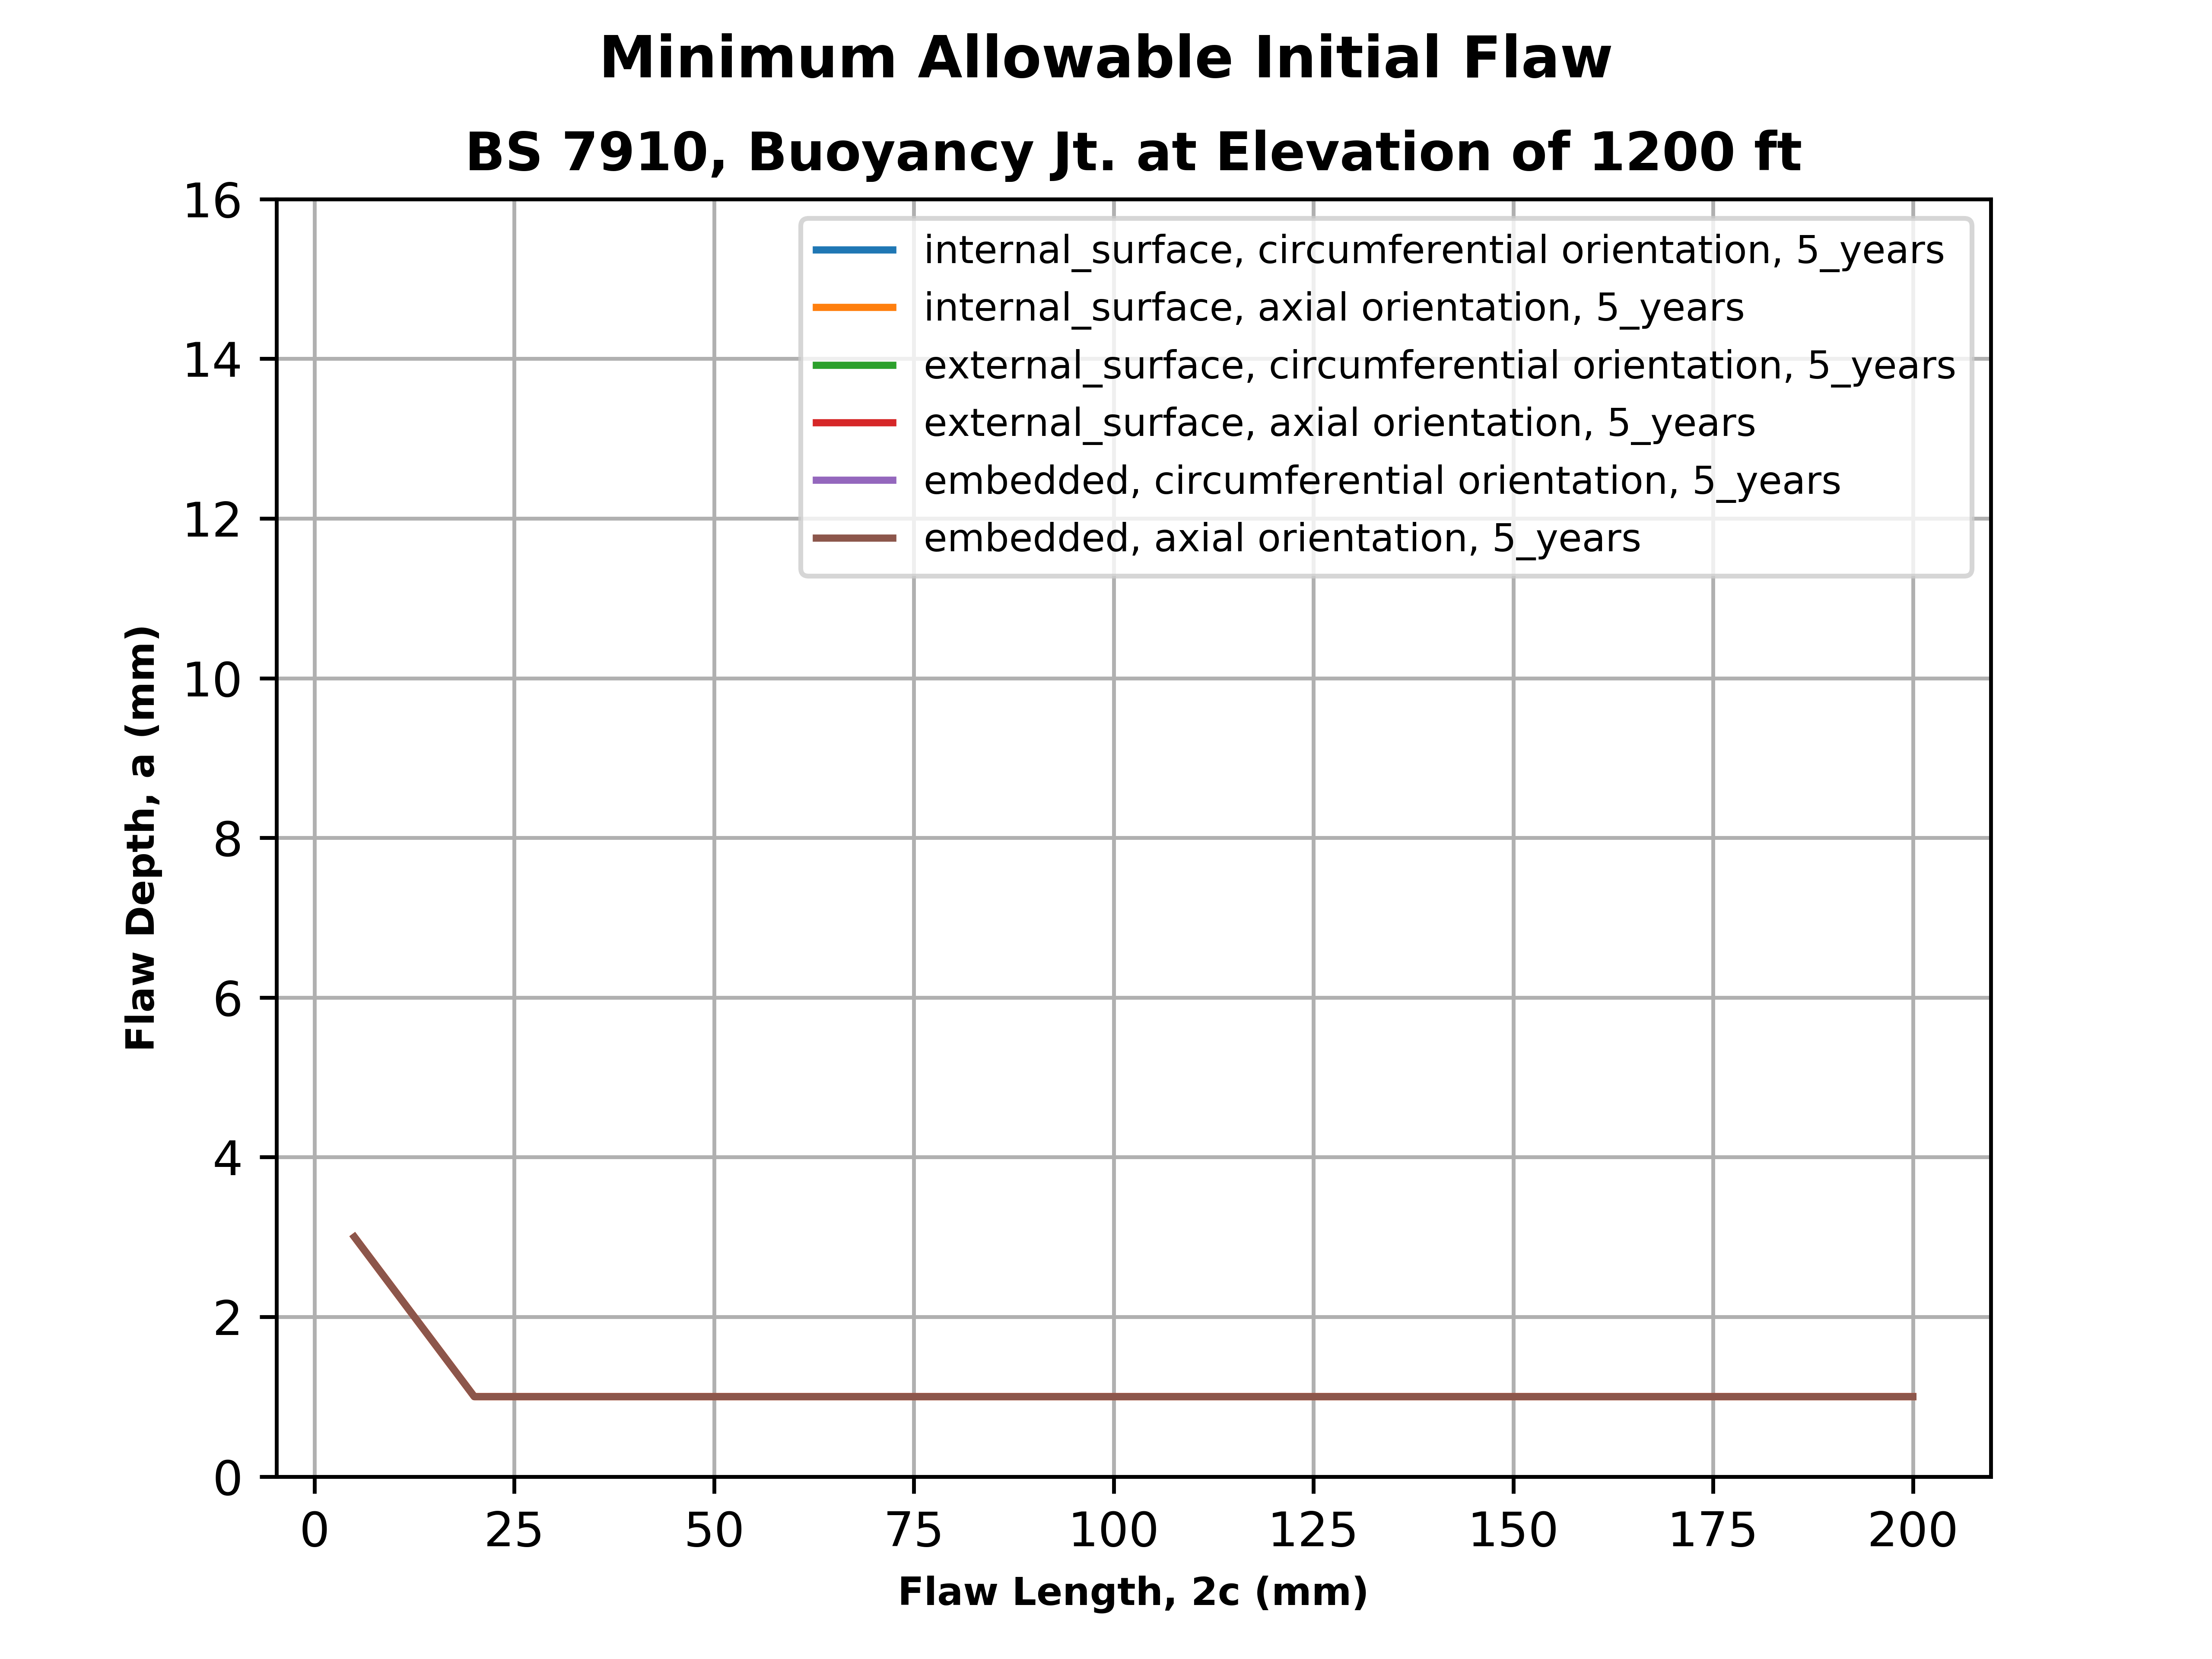 Minimum Allowable Initial Flaw
BS 7910, Buoyancy Jt. at Elevation of 1200 ft
internal_surface, circumferential orientation, 5_years
internal_surface, axial orientation, 5_years
external_surface, circumferential orientation, 5_years
external_surface, axial orientation, 5_years
embedded, circumferential orientation, 5_years
embedded, axial orientation, 5_years
Flaw Depth, a (mm)
16
14
12
10
8
6
4
2
0
0 25 50 75 100 125 150 175 200
Flaw Length, 2c (mm)